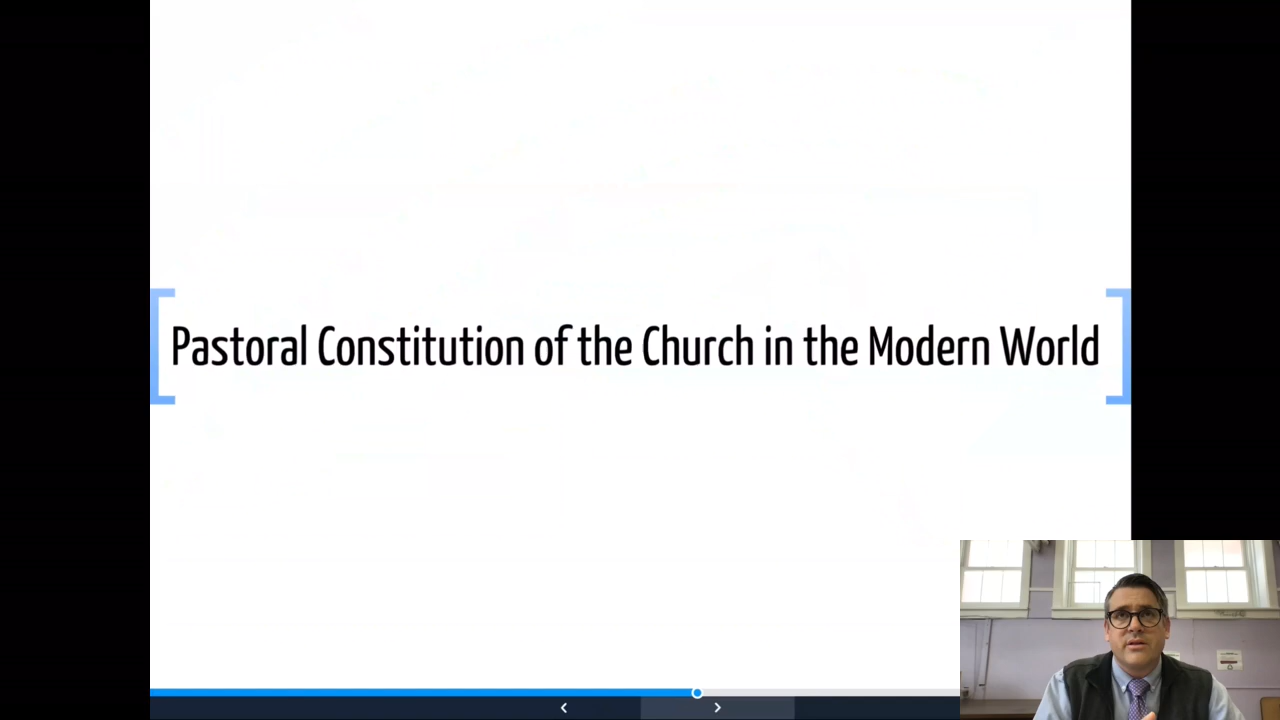 Pastoral Constitution of the Church in the Modern World